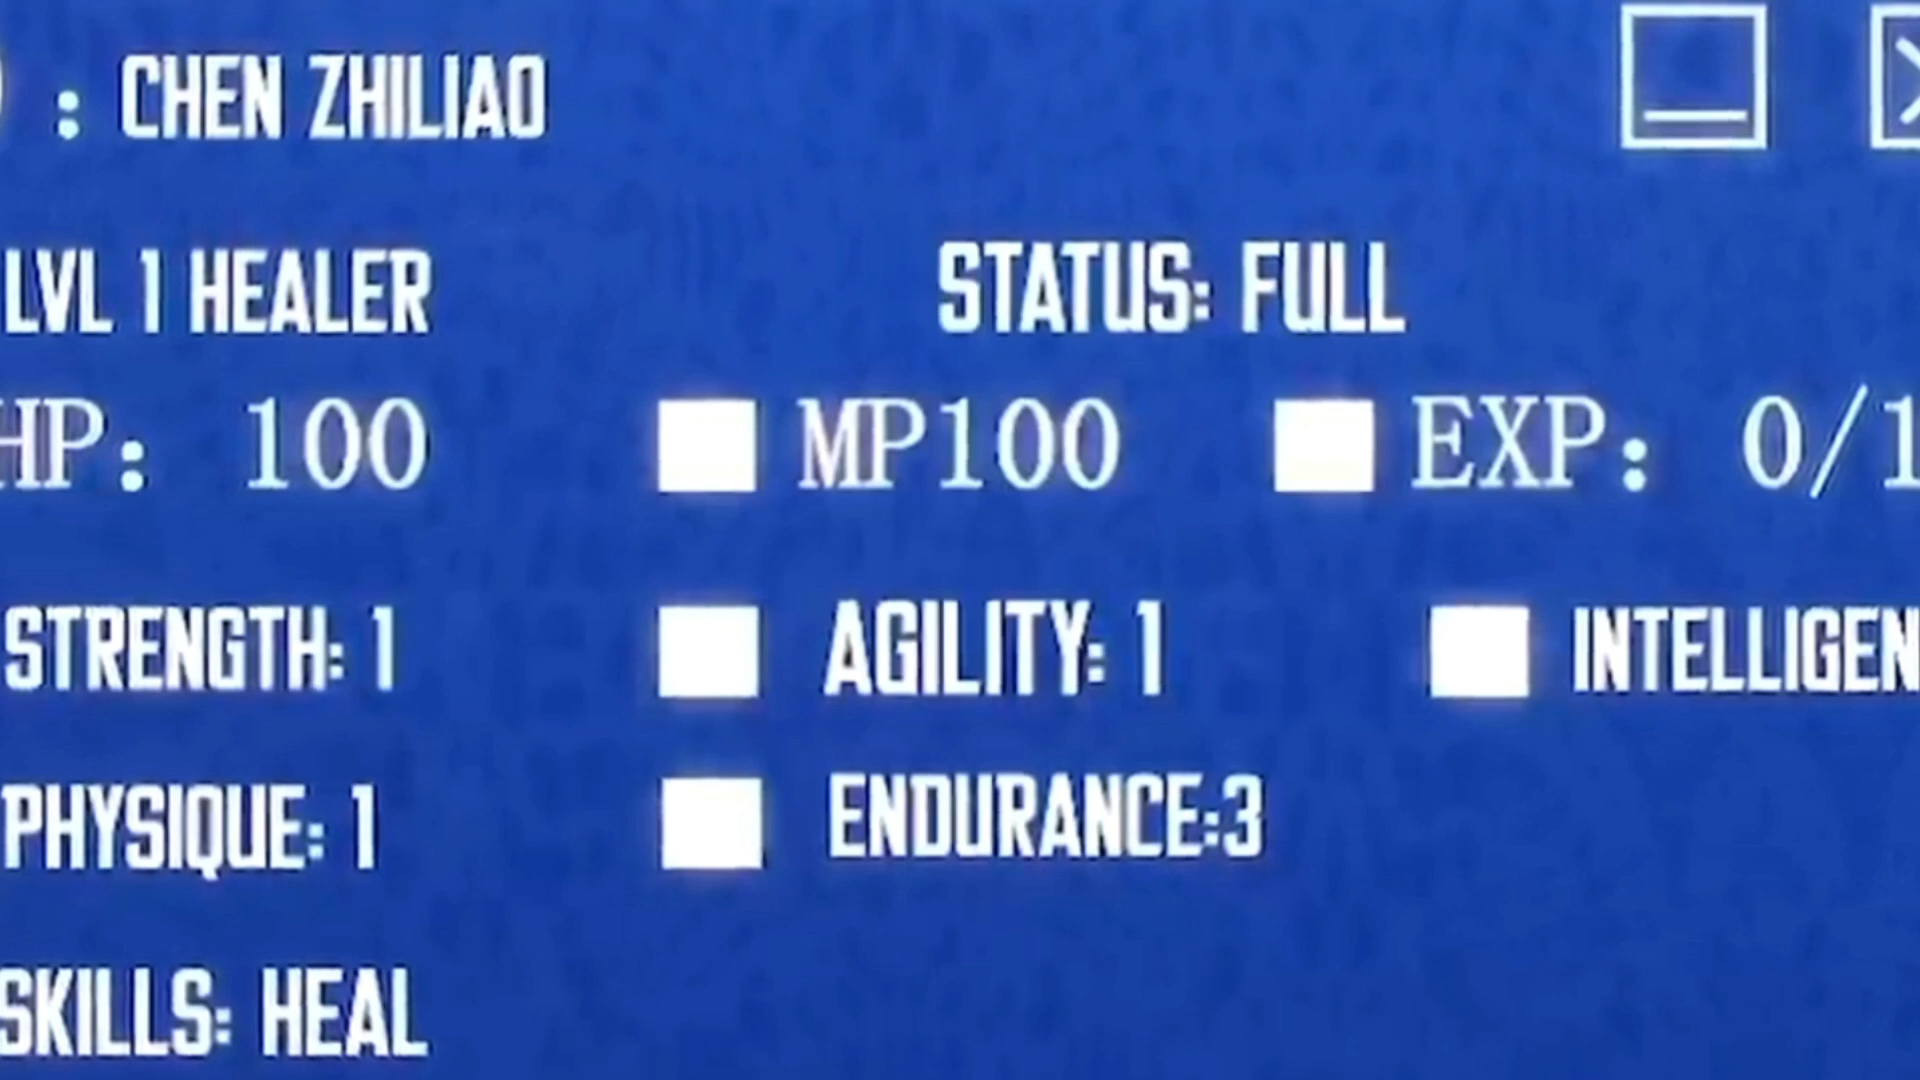 : CHEN ZHILIAO
LVL 1 HEALER STATUS: FULL
HP: 100 MP100 EXP: 0/1
STRENGTH: 1 AGILITY: 1 INTELLIGEN
PHYSIQUE: 1 ENDURANCE:3
SKILLS: HEAL